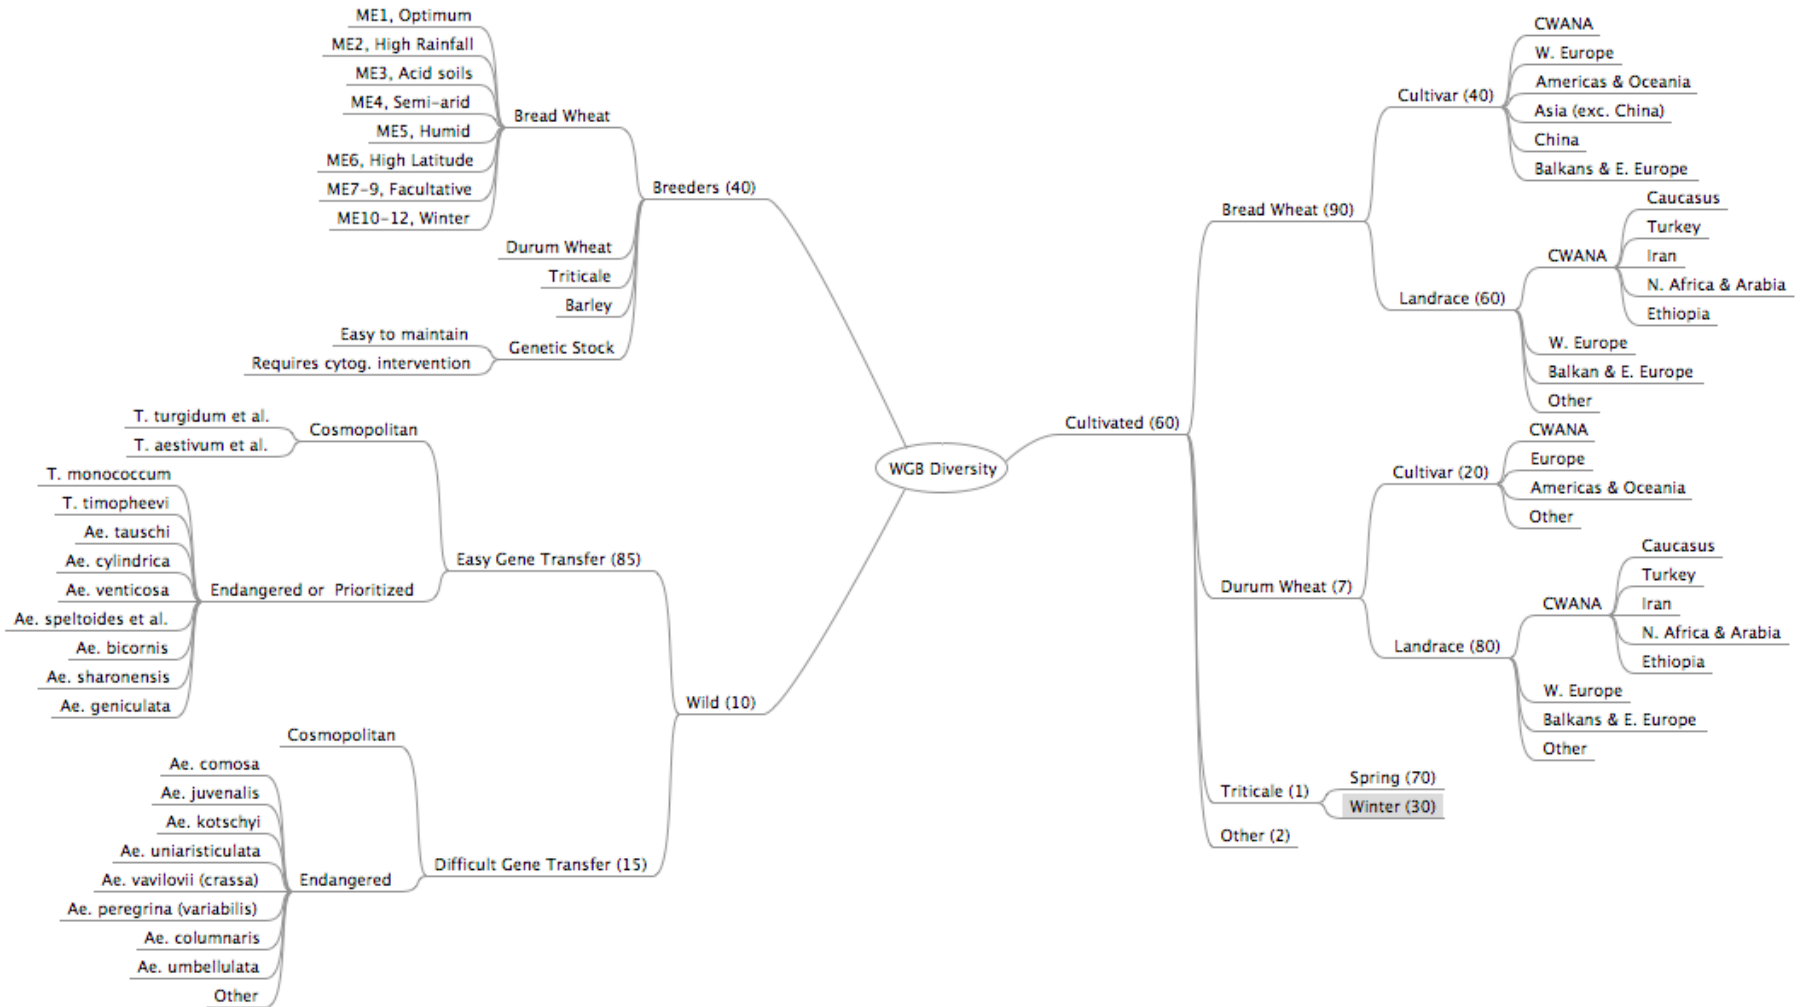 ME1, Optimum
ME2, High Rainfall
ME3, Acid soils
ME4, Semi-arid
ME5, Humid
ME6, High Latitude
ME7-9, Facultative
ME10-12, Winter
Bread Wheat
Durum Wheat
Triticale
Barley
Easy to maintain
Requires cytog. intervention
Genetic Stock
Breeders (40)
T. turgidum et al.
T. aestivum et al.
Cosmopolitan
T. monococcum
T. timopheevi
Ae. tauschi
Ae. cylindrica
Ae. venticosa
Ae. speltoides et al.
Ae. bicornis
Ae. sharonensis
Ae. geniculata
Endangered or Prioritized
Easy Gene Transfer (85)
Cosmopolitan
Ae. comosa
Ae. juvenalis
Ae. kotschyi
Ae. uniaristiculata
Ae. vavilovii (crassa)
Ae. peregrina (variabilis)
Ae. columnaris
Ae. umbellulata
Other
Endangered
Difficult Gene Transfer (15)
Wild (10)
WGB Diversity
Cultivated (60)
Bread Wheat (90)
Cultivar (40)
CWANA
W. Europe
Americas & Oceania
Asia (exc. China)
China
Balkans & E. Europe
Landrace (60)
CWANA
Caucasus
Turkey
Iran
N. Africa & Arabia
Ethiopia
W. Europe
Balkan & E. Europe
Other
Durum Wheat (7)
Cultivar (20)
CWANA
Europe
Americas & Oceania
Other
Landrace (80)
CWANA
Caucasus
Turkey
Iran
N. Africa & Arabia
Ethiopia
W. Europe
Balkans & E. Europe
Other
Triticale (1)
Spring (70)
Winter (30)
Other (2)